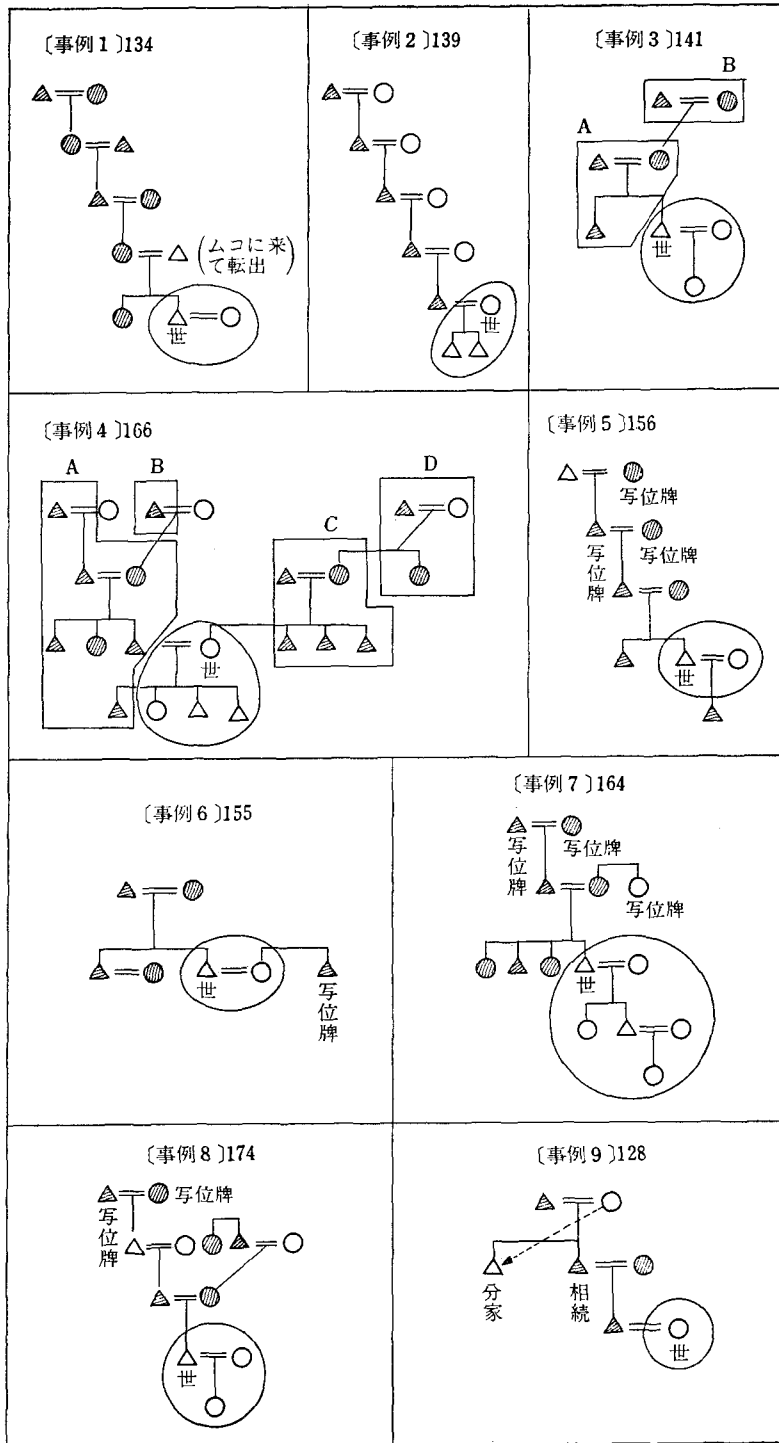 〔事例1〕134
(ムコに来
て転出)
世
〔事例2〕139
世
〔事例3〕141
B
A
世
〔事例4〕166
A
B
C
D
世
〔事例5〕156
写位牌
写位牌
写位牌
世
〔事例6〕155
世
写位牌
〔事例7〕164
写位牌
写位牌
写位牌
世
〔事例8〕174
写位牌
写位牌
世
〔事例9〕128
分家
相続
世